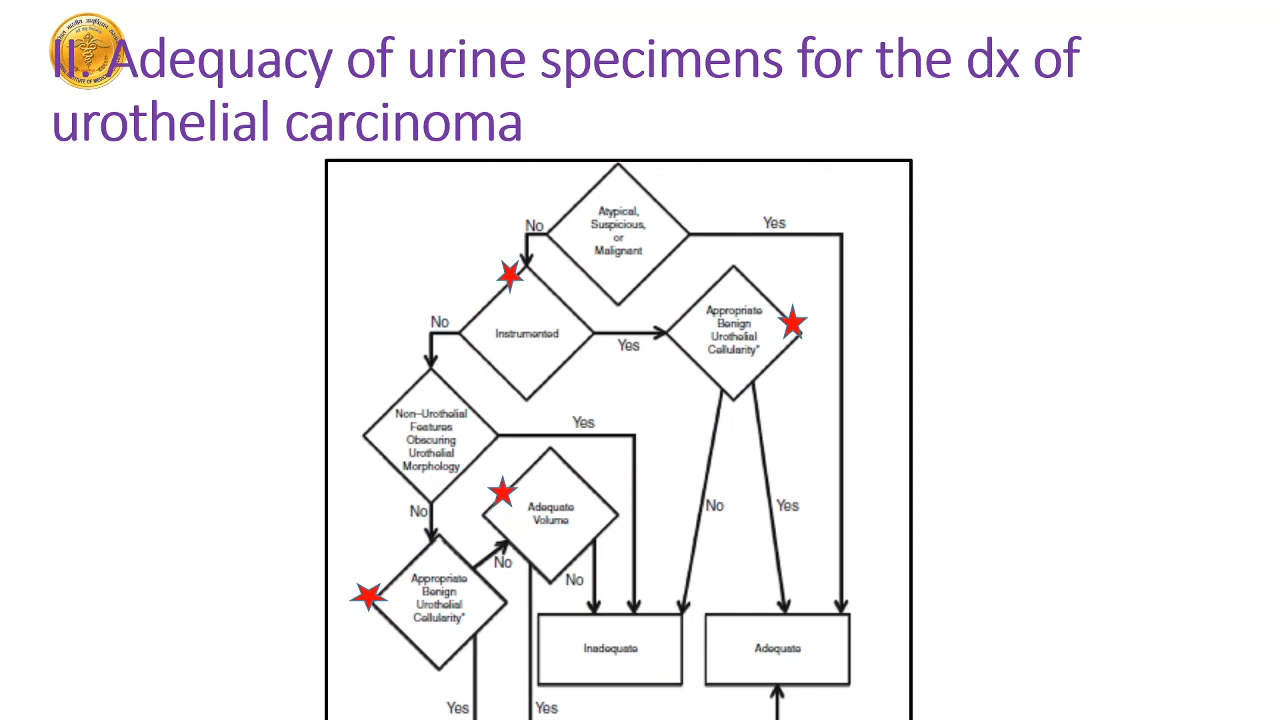 II. Adequacy of urine specimens for the dx of
urothelial carcinoma
Atypical,
Suspicious,
or
Malignant
No
Yes
Instrumented
No
Yes
Appropriate
Benign
Urothelial
Cellularity*
Non-Urothelial
Features
Obscuring
Urothelial
Morphology
Yes
No
Adequate
Volume
No
Yes
No
No
Appropriate
Benign
Urothelial
Cellularity*
Inadequate
Adequate
Yes
Yes